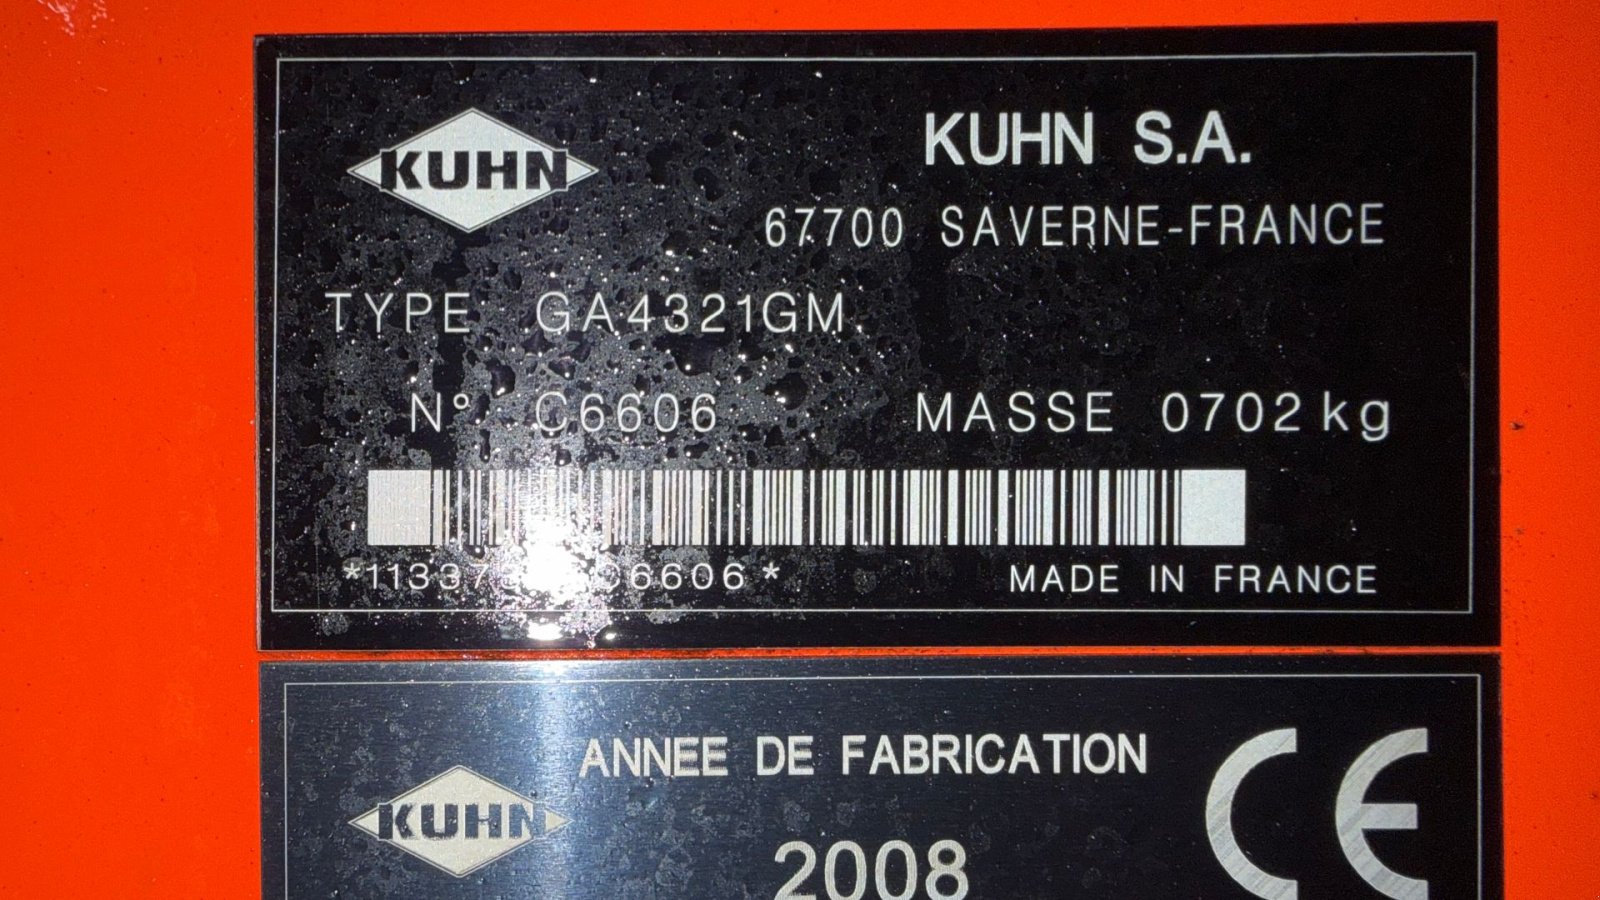 KUHN
KUHN S.A.
67700 SAVERNE-FRANCE
TYPE GA4321GM
N° C6606 MASSE 0702 kg
MADE IN FRANCE
ANNEE DE FABRICATION
KUHN
2008
CE